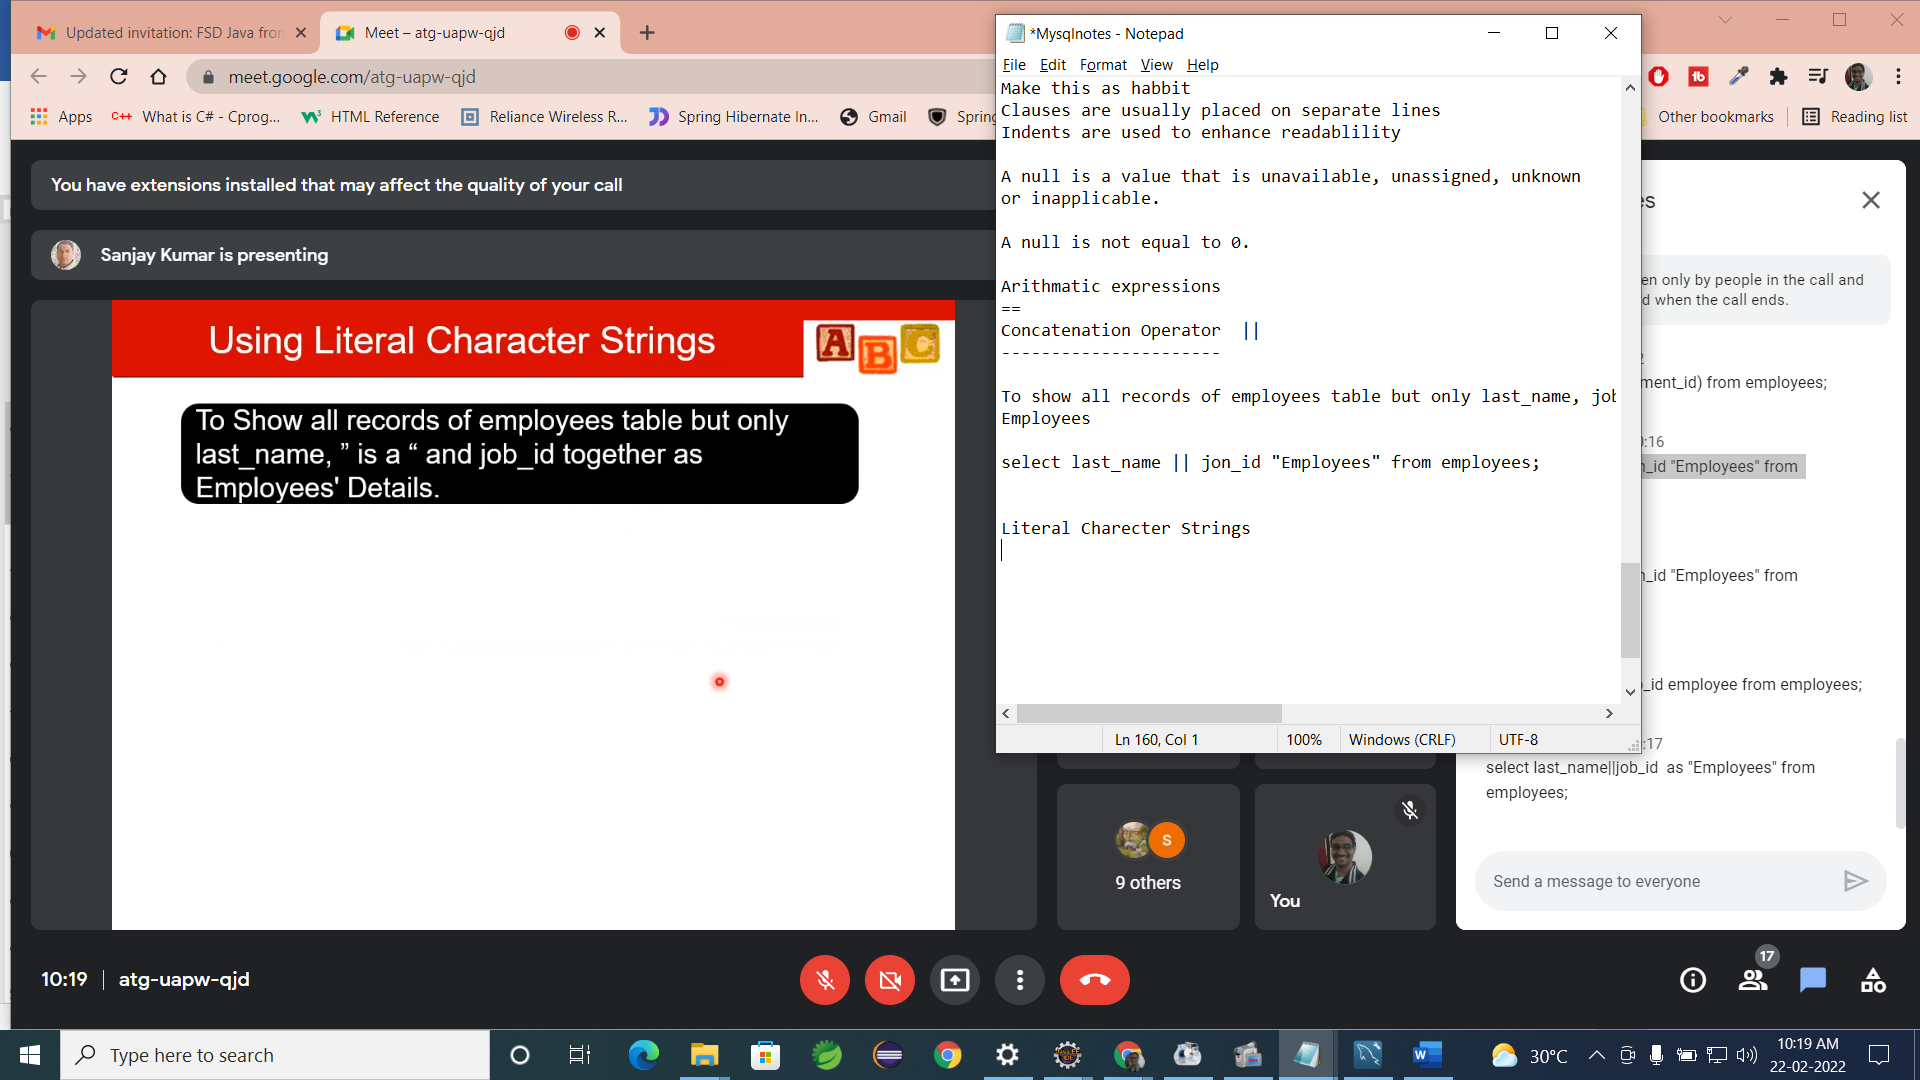 Updated invitation: FSD Java fron
Meet – atg-uapw-qjd
meet.google.com/atg-uapw-qjd
Apps
C++ What is C# - Cprog...
HTML Reference
Reliance Wireless R...
Spring Hibernate In...
Gmail
Spring
Other bookmarks
Reading list
You have extensions installed that may affect the quality of your call
Sanjay Kumar is presenting
Using Literal Character Strings
A B C
To Show all records of employees table but only
last_name, ” is a “ and job_id together as
Employees' Details.
*Mysqlnotes - Notepad
File Edit Format View Help
Make this as habbit
Clauses are usually placed on separate lines
Indents are used to enhance readablility
A null is a value that is unavailable, unassigned, unknown
or inapplicable.
A null is not equal to 0.
Arithmatic expressions
==
Concatenation Operator ||
----------------------
To show all records of employees table but only last_name, job
Employees
select last_name || jon_id "Employees" from employees;
Literal Charecter Strings
Ln 160, Col 1
100%
Windows (CRLF)
UTF-8
es
en only by people in the call and
d when the call ends.
2
ment_id) from employees;
0:16
n_id "Employees" from
n_id "Employees" from
_id employee from employees;
:17
select last_name||job_id as "Employees" from
employees;
S
9 others
You
Send a message to everyone
10:19 | atg-uapw-qjd
17
Type here to search
30°C
10:19 AM
22-02-2022